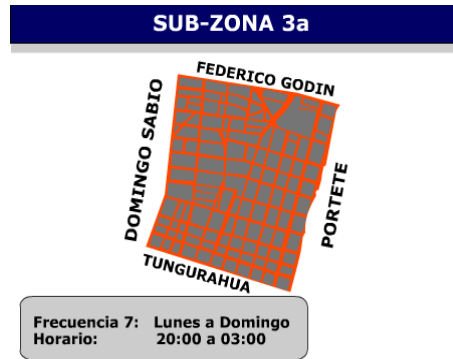 SUB-ZONA 3a
FEDERICO GODIN
DOMINGO SABIO
PORTETE
TUNGURAHUA
Frecuencia 7: Lunes a Domingo
Horario: 20:00 a 03:00